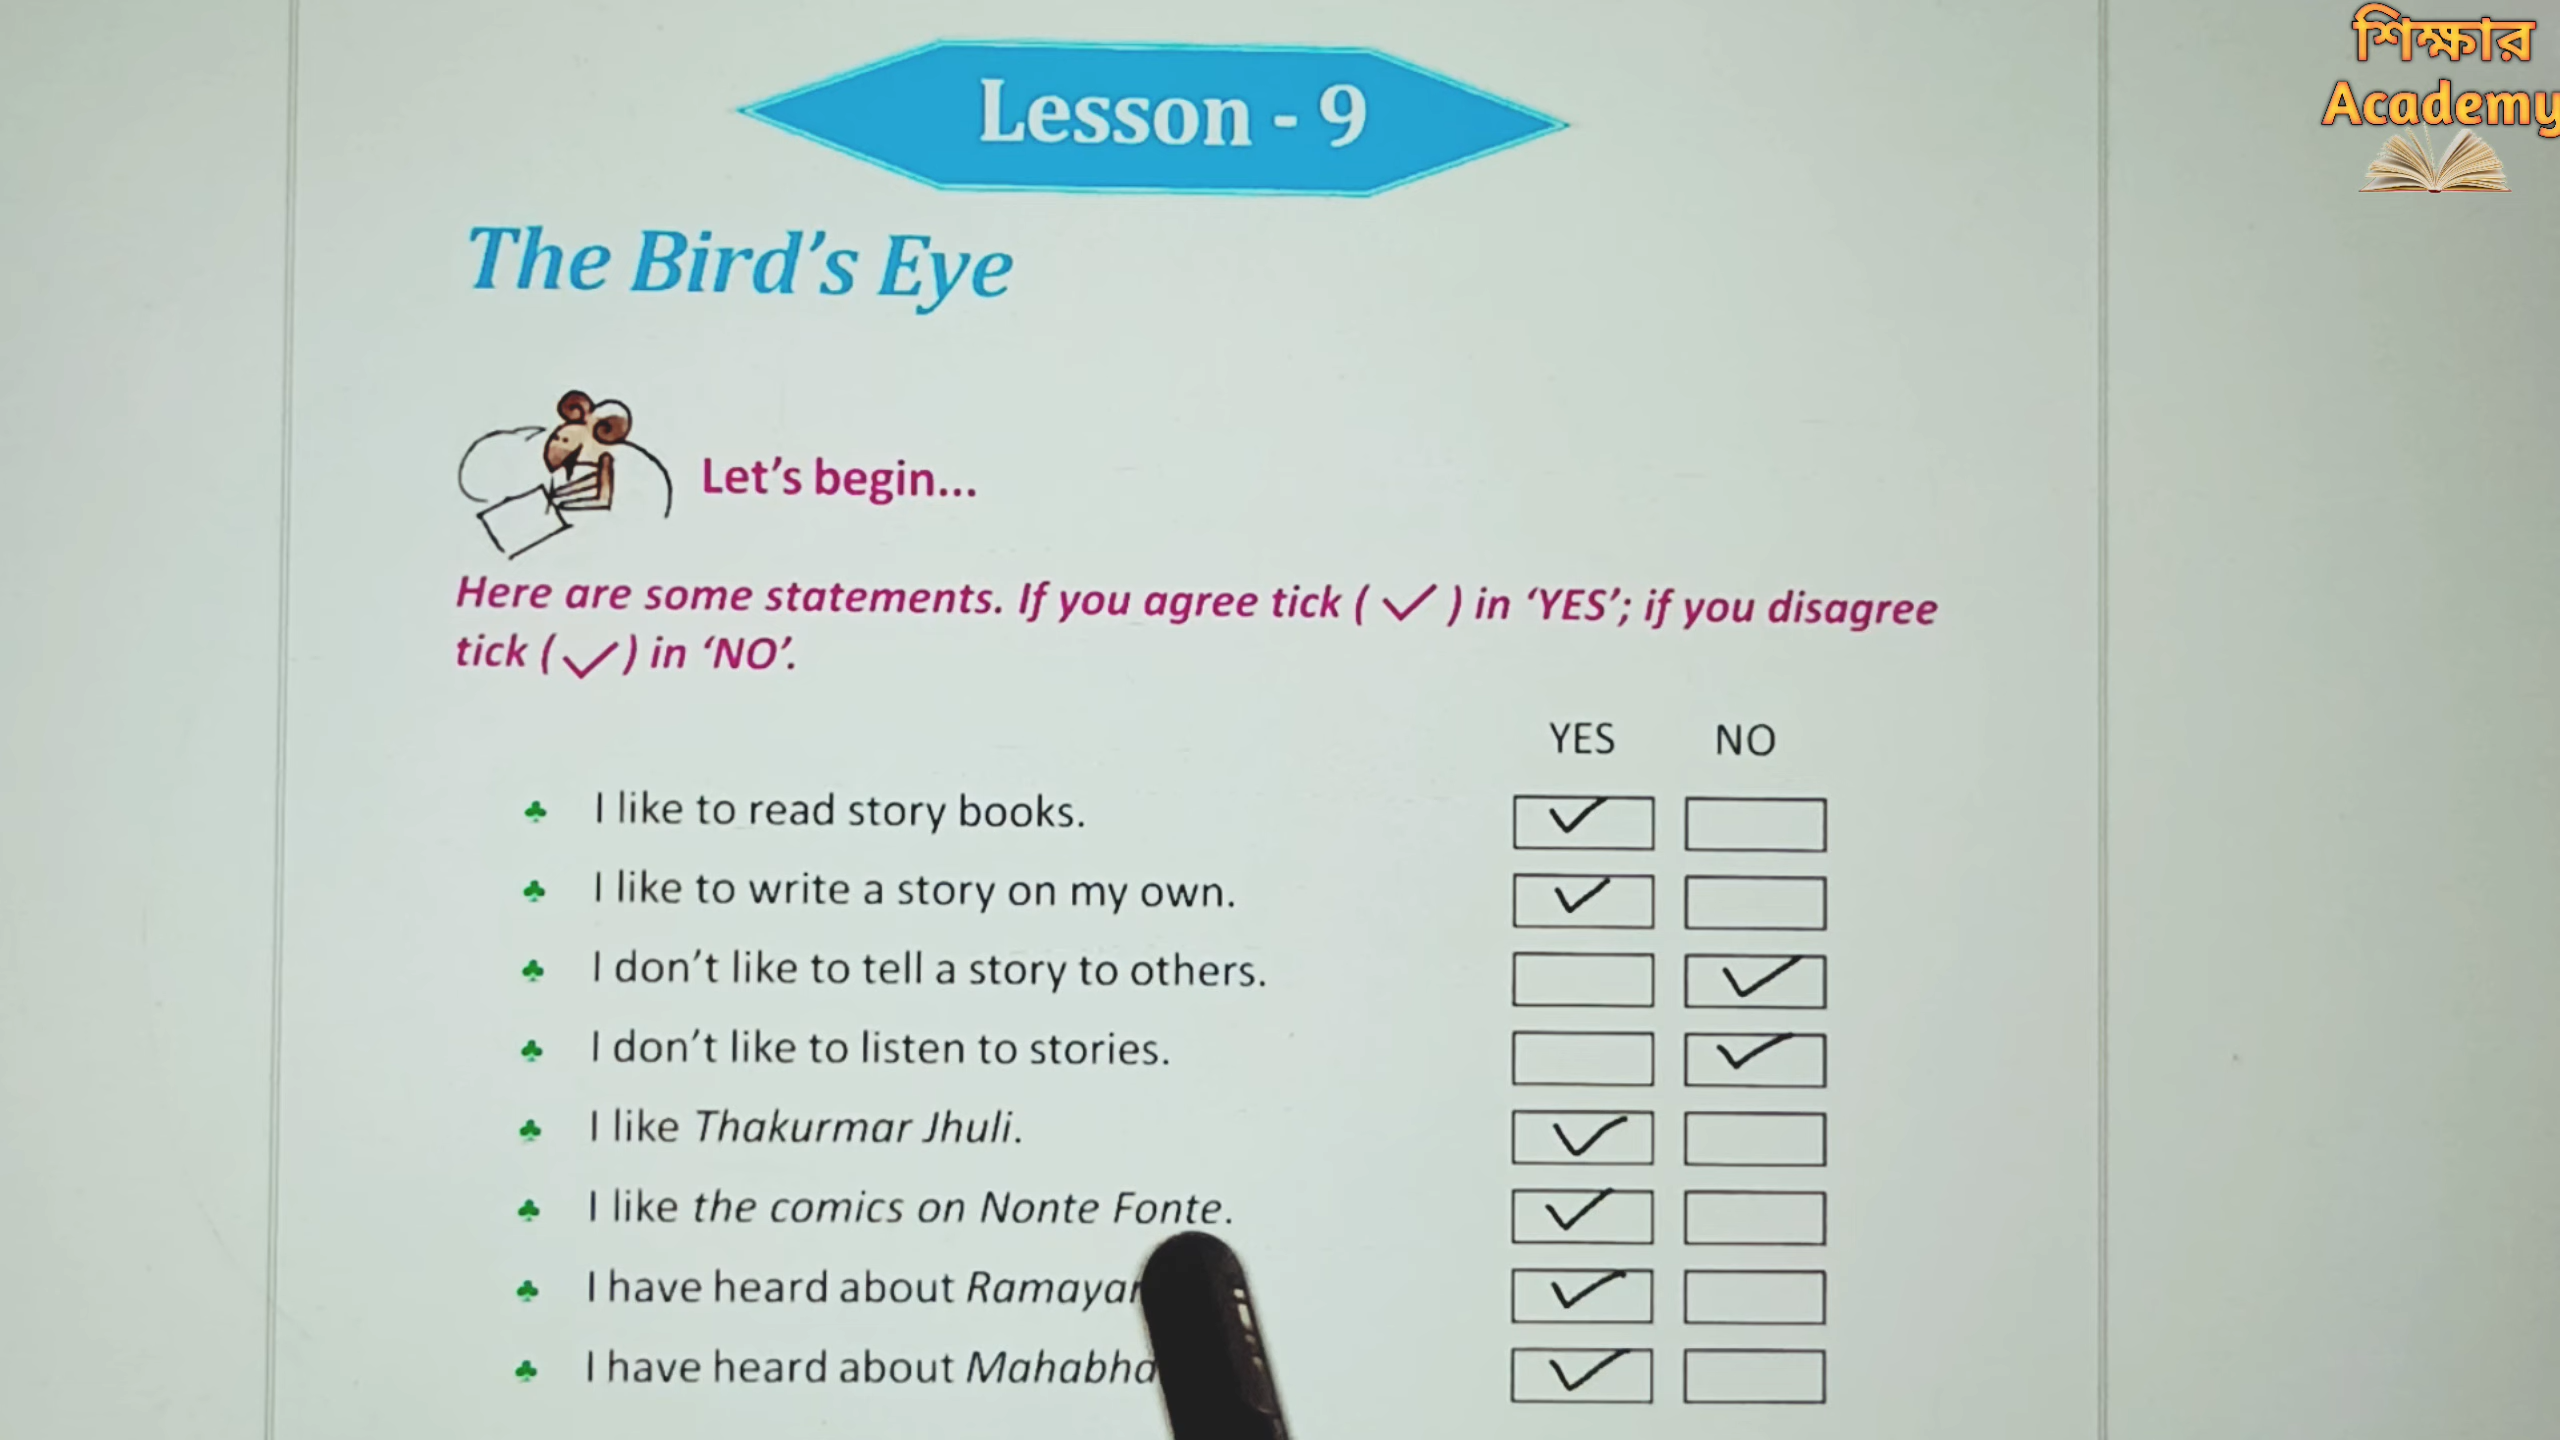 শিক্ষার
Academy
Lesson - 9
The Bird's Eye
Let's begin...
Here are some statements. If you agree tick ( ✓ ) in 'YES'; if you disagree
tick ( ✓ ) in 'NO'.
YES NO
♣ I like to read story books. ✓
♣ I like to write a story on my own. ✓
♣ I don't like to tell a story to others. ✓
♣ I don't like to listen to stories. ✓
♣ I like Thakurmar Jhuli. ✓
♣ I like the comics on Nonte Fonte. ✓
♣ I have heard about ✓
♣ I have heard about ✓